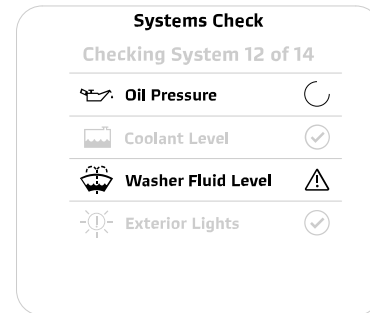 Systems Check
Checking System 12 of 14
Oil Pressure
Coolant Level
Washer Fluid Level
Exterior Lights